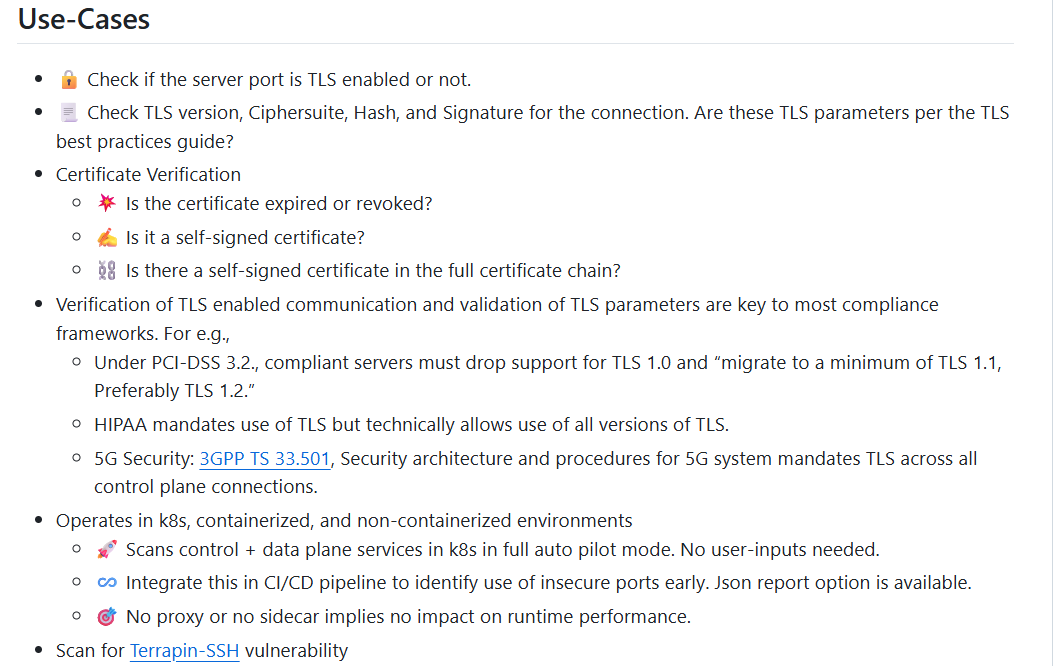 Use-Cases
🔒 Check if the server port is TLS enabled or not.
📃 Check TLS version, Ciphersuite, Hash, and Signature for the connection. Are these TLS parameters per the TLS
best practices guide?
Certificate Verification
💥 Is the certificate expired or revoked?
✍️ Is it a self-signed certificate?
⛓️ Is there a self-signed certificate in the full certificate chain?
Verification of TLS enabled communication and validation of TLS parameters are key to most compliance
frameworks. For e.g.,
Under PCI-DSS 3.2., compliant servers must drop support for TLS 1.0 and “migrate to a minimum of TLS 1.1,
Preferably TLS 1.2.”
HIPAA mandates use of TLS but technically allows use of all versions of TLS.
5G Security: 3GPP TS 33.501, Security architecture and procedures for 5G system mandates TLS across all
control plane connections.
Operates in k8s, containerized, and non-containerized environments
🚀 Scans control + data plane services in k8s in full auto pilot mode. No user-inputs needed.
∞ Integrate this in CI/CD pipeline to identify use of insecure ports early. Json report option is available.
🎯 No proxy or no sidecar implies no impact on runtime performance.
Scan for Terrapin-SSH vulnerability